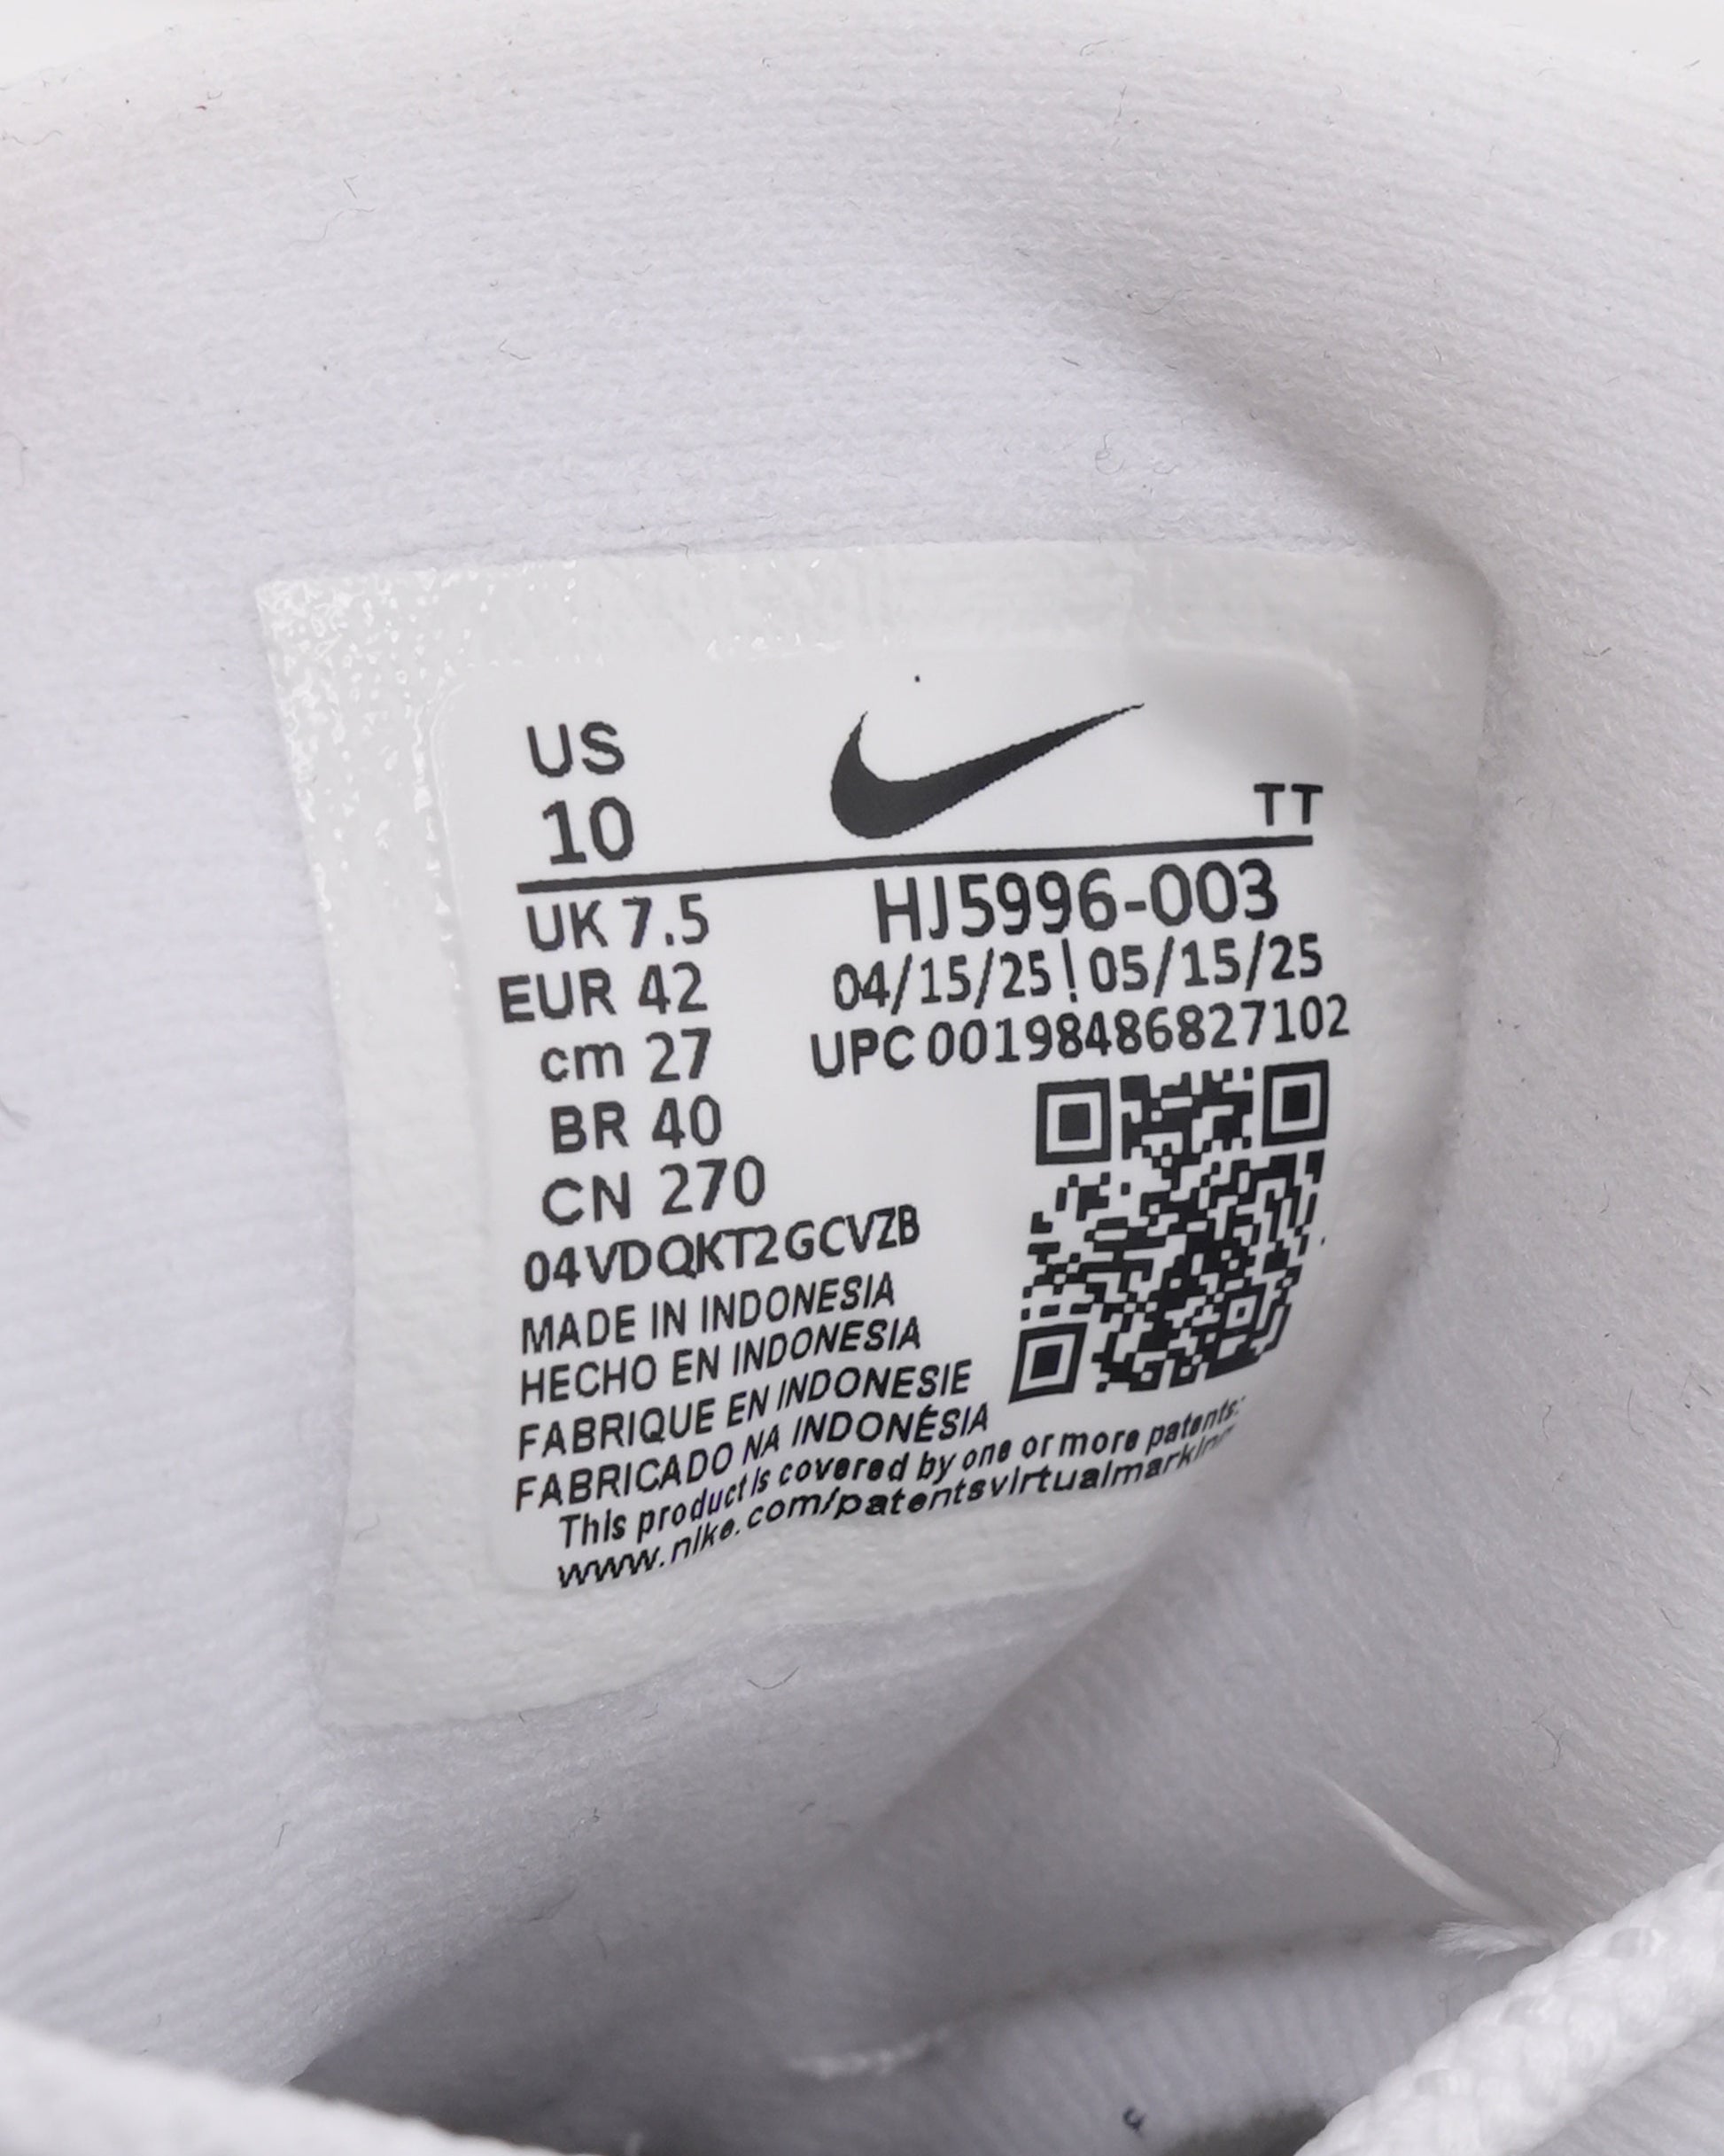 US
10
TT
UK 7.5
HJ5996-003
EUR 42
04/15/25 | 05/15/25
cm 27
UPC 00198486827102
BR 40
CN 270
04VDQKT2GCVZB
MADE IN INDONESIA
HECHO EN INDONESIA
FABRIQUE EN INDONESIE
FABRICADO NA INDONÉSIA
This product is covered by one or more patents:
www.nike.com/patentsvirtualmarking